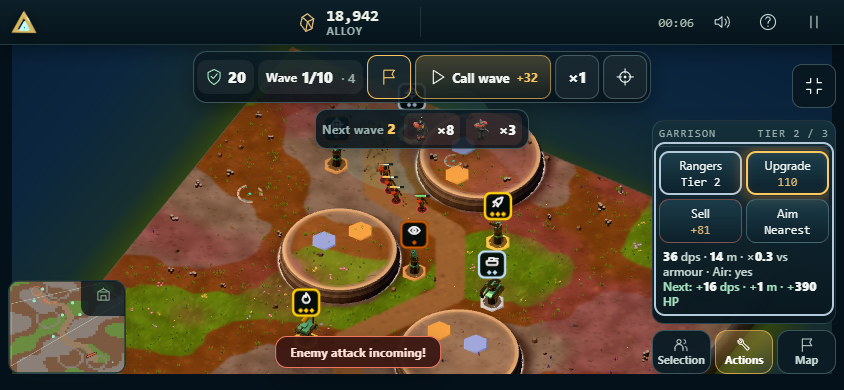 18,942
ALLOY
00:06
20
Wave 1/10 · 4
Call wave +32
×1
Next wave 2
×8
×3
GARRISON
TIER 2 / 3
Rangers
Tier 2
Upgrade
110
Sell
+81
Aim
Nearest
36 dps · 14 m · ×0.3 vs
armour · Air: yes
Next: +16 dps · +1 m · +390
HP
Enemy attack incoming!
Selection
Actions
Map